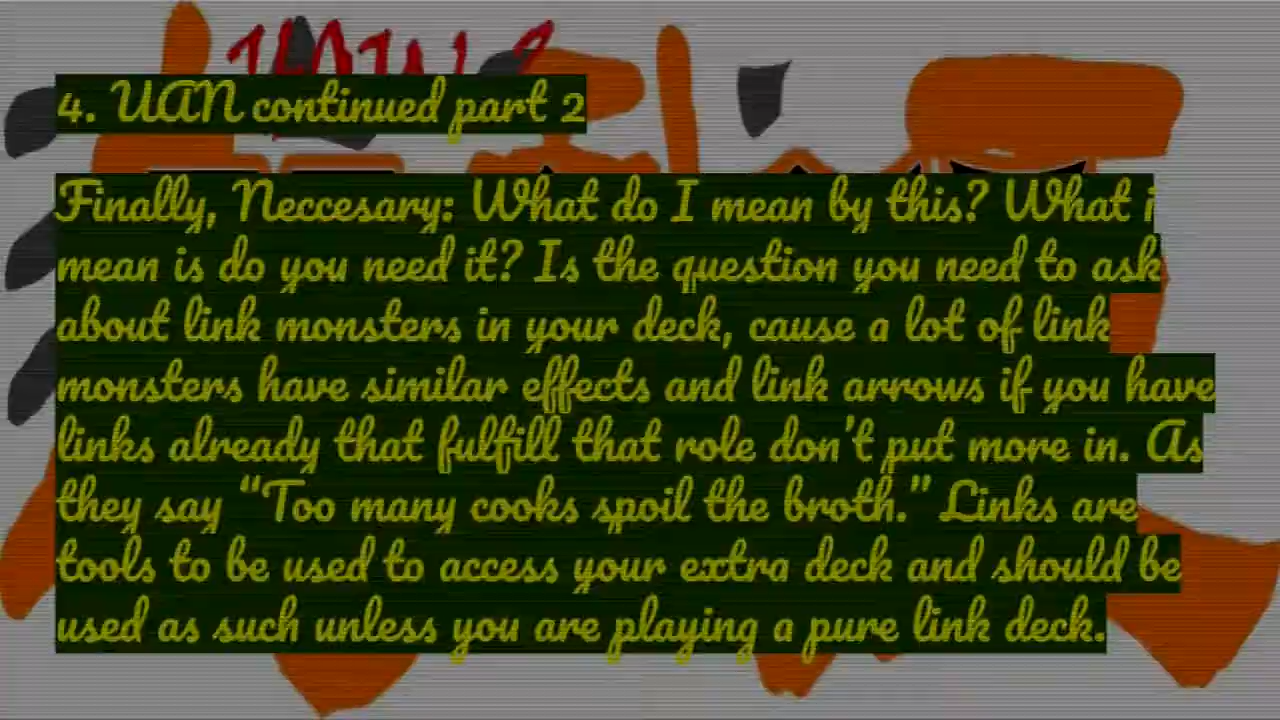 4. UAN continued part 2
Finally, Neccesary: What do I mean by this? What i
mean is do you need it? Is the question you need to ask
about link monsters in your deck, cause a lot of link
monsters have similar effects and link arrows if you have
links already that fulfill that role don't put more in. As
they say “Too many cooks spoil the broth.” Links are
tools to be used to access your extra deck and should be
used as such unless you are playing a pure link deck.